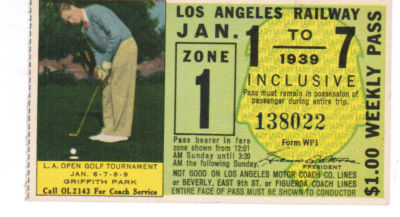 LOS ANGELES RAILWAY
JAN. 1 TO 7
1939
ZONE
1
INCLUSIVE
Pass must remain in possession of
passenger during entire trip.
138022
Form WP1
PRESIDENT
Pass bearer in fare
zone shown from 12:01
AM Sunday until 3:20
AM the following Sunday.
NOT GOOD ON LOS ANGELES MOTOR COACH CO. LINES
or BEVERLY, EAST 9th ST. or FIGUEROA COACH LINES
ENTIRE FACE OF PASS MUST BE SHOWN TO CONDUCTOR
$1.00 WEEKLY PASS
L.A. OPEN GOLF TOURNAMENT
JAN. 6-7-8-9
GRIFFITH PARK
Call OL2143 For Coach Service